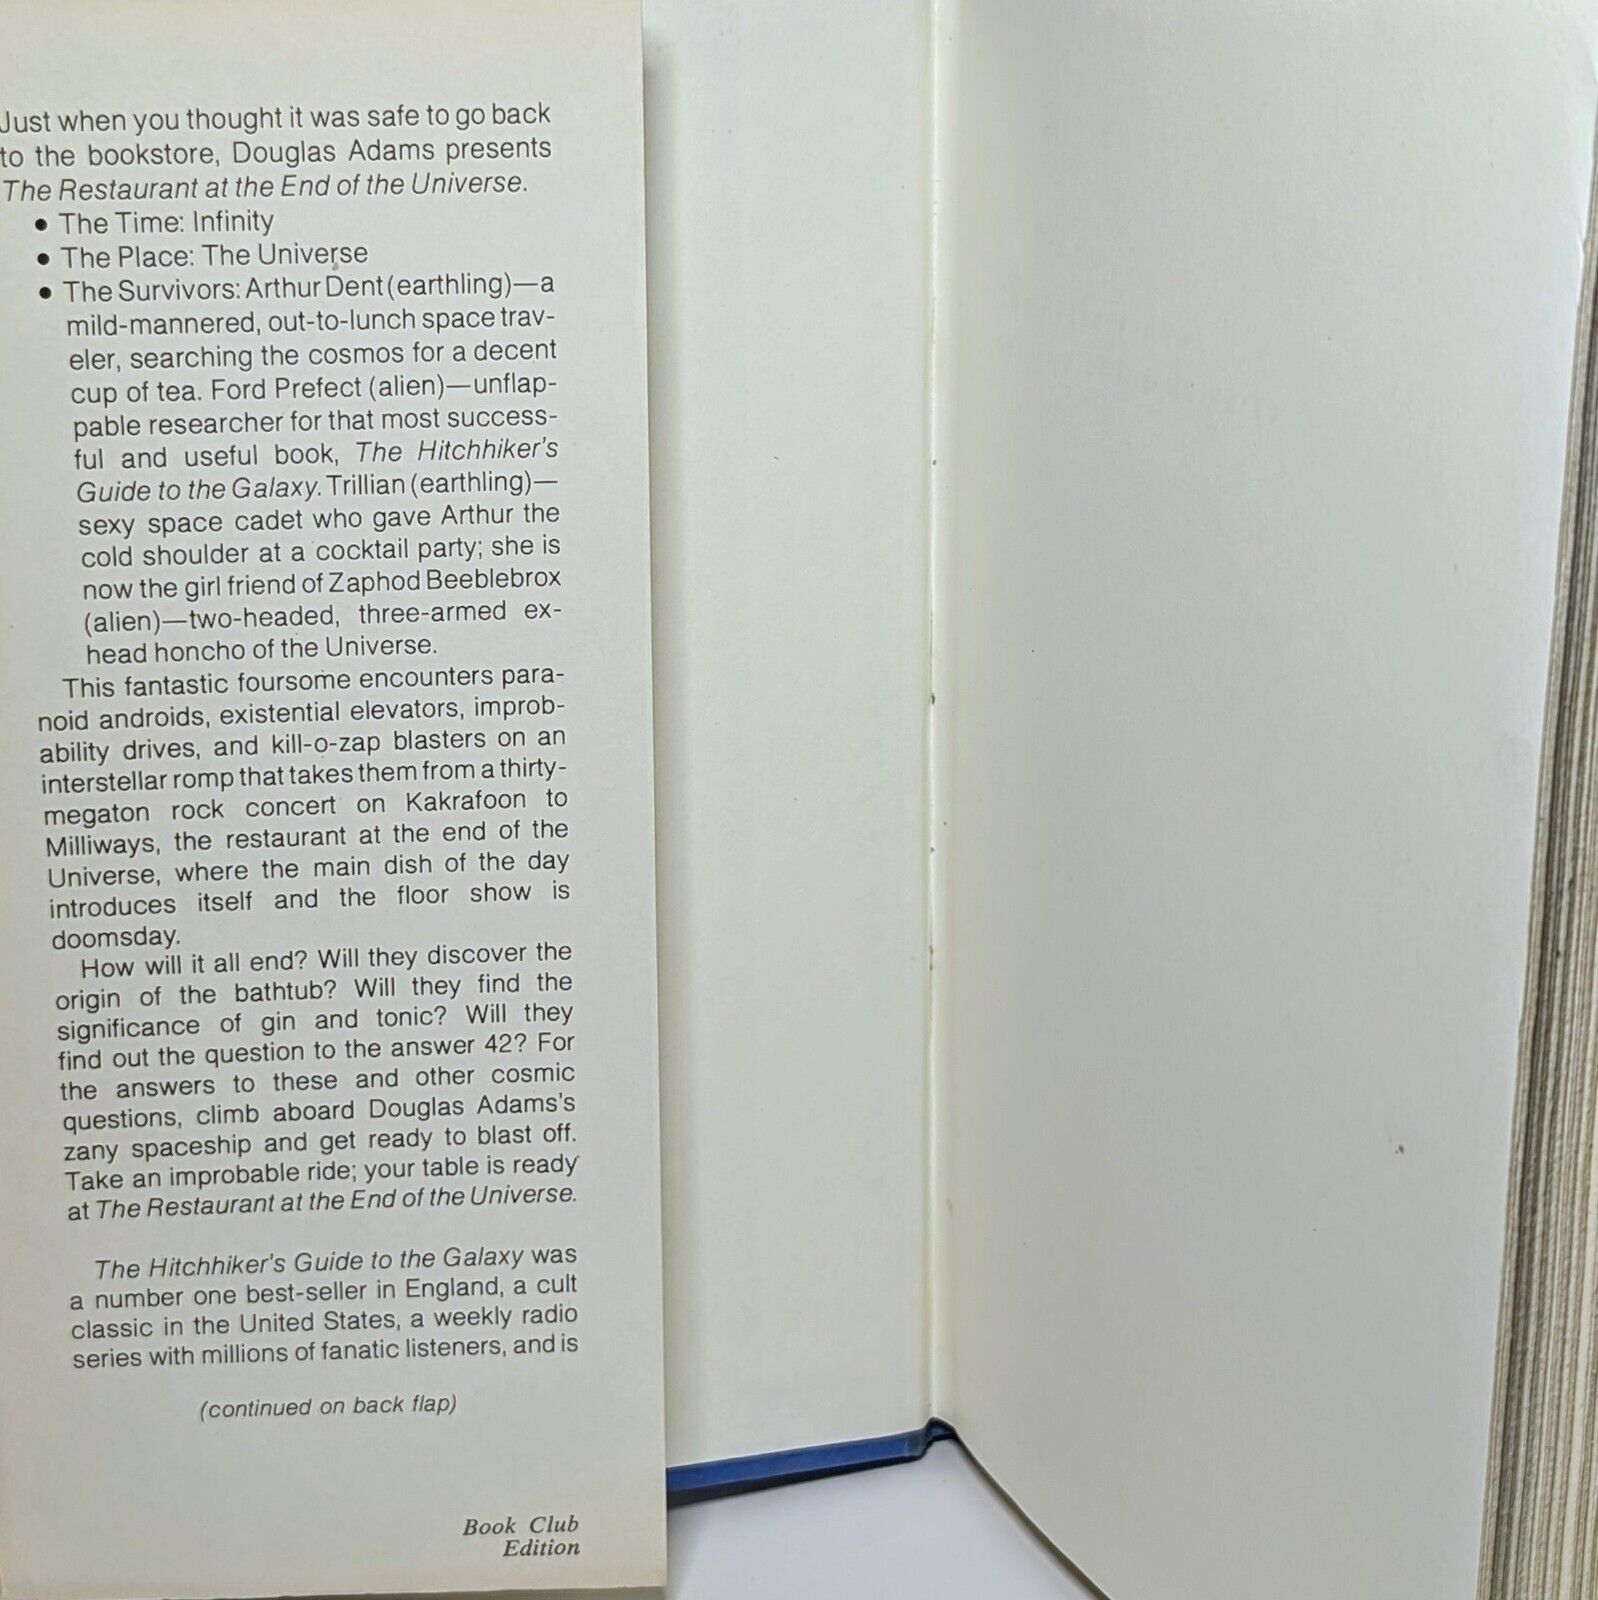 Just when you thought it was safe to go back
to the bookstore, Douglas Adams presents
The Restaurant at the End of the Universe.
• The Time: Infinity
• The Place: The Universe
• The Survivors: Arthur Dent (earthling)—a
mild-mannered, out-to-lunch space trav-
eler, searching the cosmos for a decent
cup of tea. Ford Prefect (alien)—unflap-
pable researcher for that most success-
ful and useful book, The Hitchhiker's
Guide to the Galaxy. Trillian (earthling)—
sexy space cadet who gave Arthur the
cold shoulder at a cocktail party; she is
now the girl friend of Zaphod Beeblebrox
(alien)—two-headed, three-armed ex-
head honcho of the Universe.
This fantastic foursome encounters para-
noid androids, existential elevators, improb-
ability drives, and kill-o-zap blasters on an
interstellar romp that takes them from a thirty-
megaton rock concert on Kakrafoon to
Milliways, the restaurant at the end of the
Universe, where the main dish of the day
introduces itself and the floor show is
doomsday.
How will it all end? Will they discover the
origin of the bathtub? Will they find the
significance of gin and tonic? Will they
find out the question to the answer 42? For
the answers to these and other cosmic
questions, climb aboard Douglas Adams's
zany spaceship and get ready to blast off.
Take an improbable ride; your table is ready
at The Restaurant at the End of the Universe.
The Hitchhiker's Guide to the Galaxy was
a number one best-seller in England, a cult
classic in the United States, a weekly radio
series with millions of fanatic listeners, and is
(continued on back flap)
Book Club
Edition